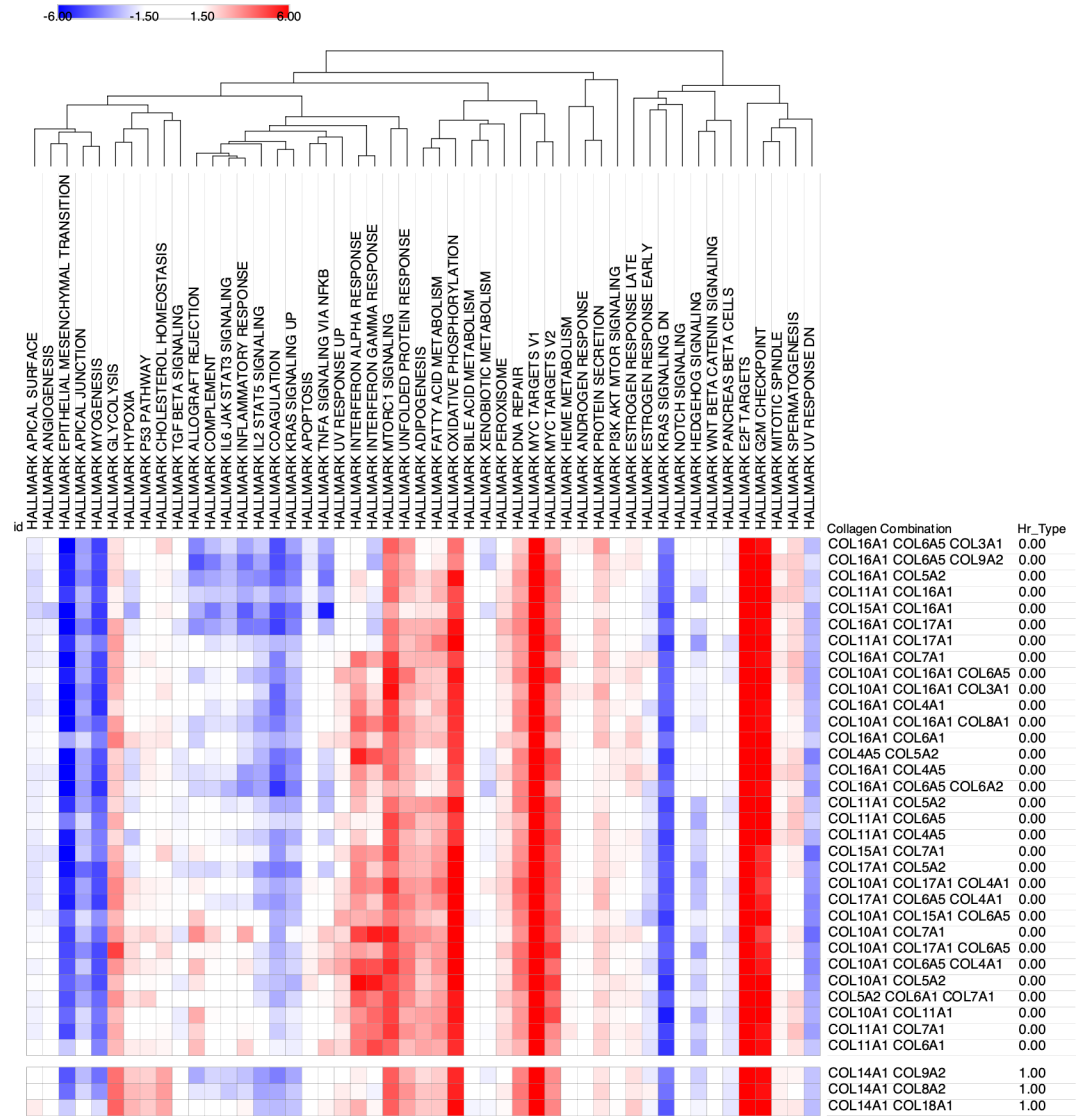 -6.00 -1.50 1.50 6.00
HALLMARK APICAL SURFACE
HALLMARK ANGIOGENESIS
HALLMARK EPITHELIAL MESENCHYMAL TRANSITION
HALLMARK APICAL JUNCTION
HALLMARK MYOGENESIS
HALLMARK GLYCOLYSIS
HALLMARK HYPOXIA
HALLMARK P53 PATHWAY
HALLMARK CHOLESTEROL HOMEOSTASIS
HALLMARK TGF BETA SIGNALING
HALLMARK ALLOGRAFT REJECTION
HALLMARK COMPLEMENT
HALLMARK IL6 JAK STAT3 SIGNALING
HALLMARK INFLAMMATORY RESPONSE
HALLMARK IL2 STAT5 SIGNALING
HALLMARK COAGULATION
HALLMARK KRAS SIGNALING UP
HALLMARK APOPTOSIS
HALLMARK TNFA SIGNALING VIA NFKB
HALLMARK UV RESPONSE UP
HALLMARK INTERFERON ALPHA RESPONSE
HALLMARK INTERFERON GAMMA RESPONSE
HALLMARK MTORC1 SIGNALING
HALLMARK UNFOLDED PROTEIN RESPONSE
HALLMARK ADIPOGENESIS
HALLMARK FATTY ACID METABOLISM
HALLMARK OXIDATIVE PHOSPHORYLATION
HALLMARK BILE ACID METABOLISM
HALLMARK XENOBIOTIC METABOLISM
HALLMARK PEROXISOME
HALLMARK DNA REPAIR
HALLMARK MYC TARGETS V1
HALLMARK MYC TARGETS V2
HALLMARK HEME METABOLISM
HALLMARK ANDROGEN RESPONSE
HALLMARK PROTEIN SECRETION
HALLMARK PI3K AKT MTOR SIGNALING
HALLMARK ESTROGEN RESPONSE LATE
HALLMARK ESTROGEN RESPONSE EARLY
HALLMARK KRAS SIGNALING DN
HALLMARK NOTCH SIGNALING
HALLMARK HEDGEHOG SIGNALING
HALLMARK WNT BETA CATENIN SIGNALING
HALLMARK PANCREAS BETA CELLS
HALLMARK E2F TARGETS
HALLMARK G2M CHECKPOINT
HALLMARK MITOTIC SPINDLE
HALLMARK SPERMATOGENESIS
HALLMARK UV RESPONSE DN
id Collagen Combination Hr_Type
COL16A1 COL6A5 COL3A1 0.00
COL16A1 COL6A5 COL9A2 0.00
COL16A1 COL5A2 0.00
COL11A1 COL16A1 0.00
COL15A1 COL16A1 0.00
COL16A1 COL17A1 0.00
COL11A1 COL17A1 0.00
COL16A1 COL7A1 0.00
COL10A1 COL16A1 COL6A5 0.00
COL10A1 COL16A1 COL3A1 0.00
COL16A1 COL4A1 0.00
COL10A1 COL16A1 COL8A1 0.00
COL16A1 COL6A1 0.00
COL4A5 COL5A2 0.00
COL16A1 COL4A5 0.00
COL16A1 COL6A5 COL6A2 0.00
COL11A1 COL5A2 0.00
COL11A1 COL6A5 0.00
COL11A1 COL4A5 0.00
COL15A1 COL7A1 0.00
COL17A1 COL5A2 0.00
COL10A1 COL17A1 COL4A1 0.00
COL17A1 COL6A5 COL4A1 0.00
COL10A1 COL15A1 COL6A5 0.00
COL10A1 COL7A1 0.00
COL10A1 COL17A1 COL6A5 0.00
COL10A1 COL6A5 COL4A1 0.00
COL10A1 COL5A2 0.00
COL5A2 COL6A1 COL7A1 0.00
COL10A1 COL11A1 0.00
COL11A1 COL7A1 0.00
COL11A1 COL6A1 0.00
COL14A1 COL9A2 1.00
COL14A1 COL8A2 1.00
COL14A1 COL18A1 1.00